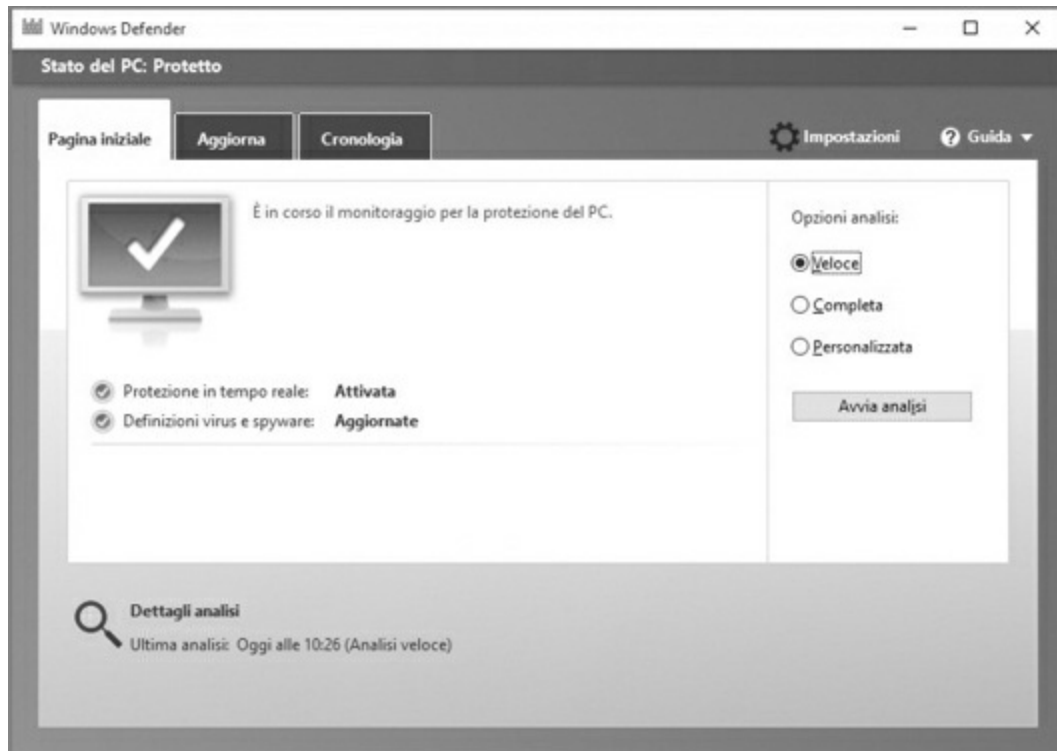 Windows Defender
Stato del PC: Protetto
Pagina iniziale
Aggiorna
Cronologia
Impostazioni
? Guida
È in corso il monitoraggio per la protezione del PC.
Protezione in tempo reale: Attivata
Definizioni virus e spyware: Aggiornate
Opzioni analisi:
Veloce
Completa
Personalizzata
Avvia analisi
Dettagli analisi
Ultima analisi: Oggi alle 10:26 (Analisi veloce)